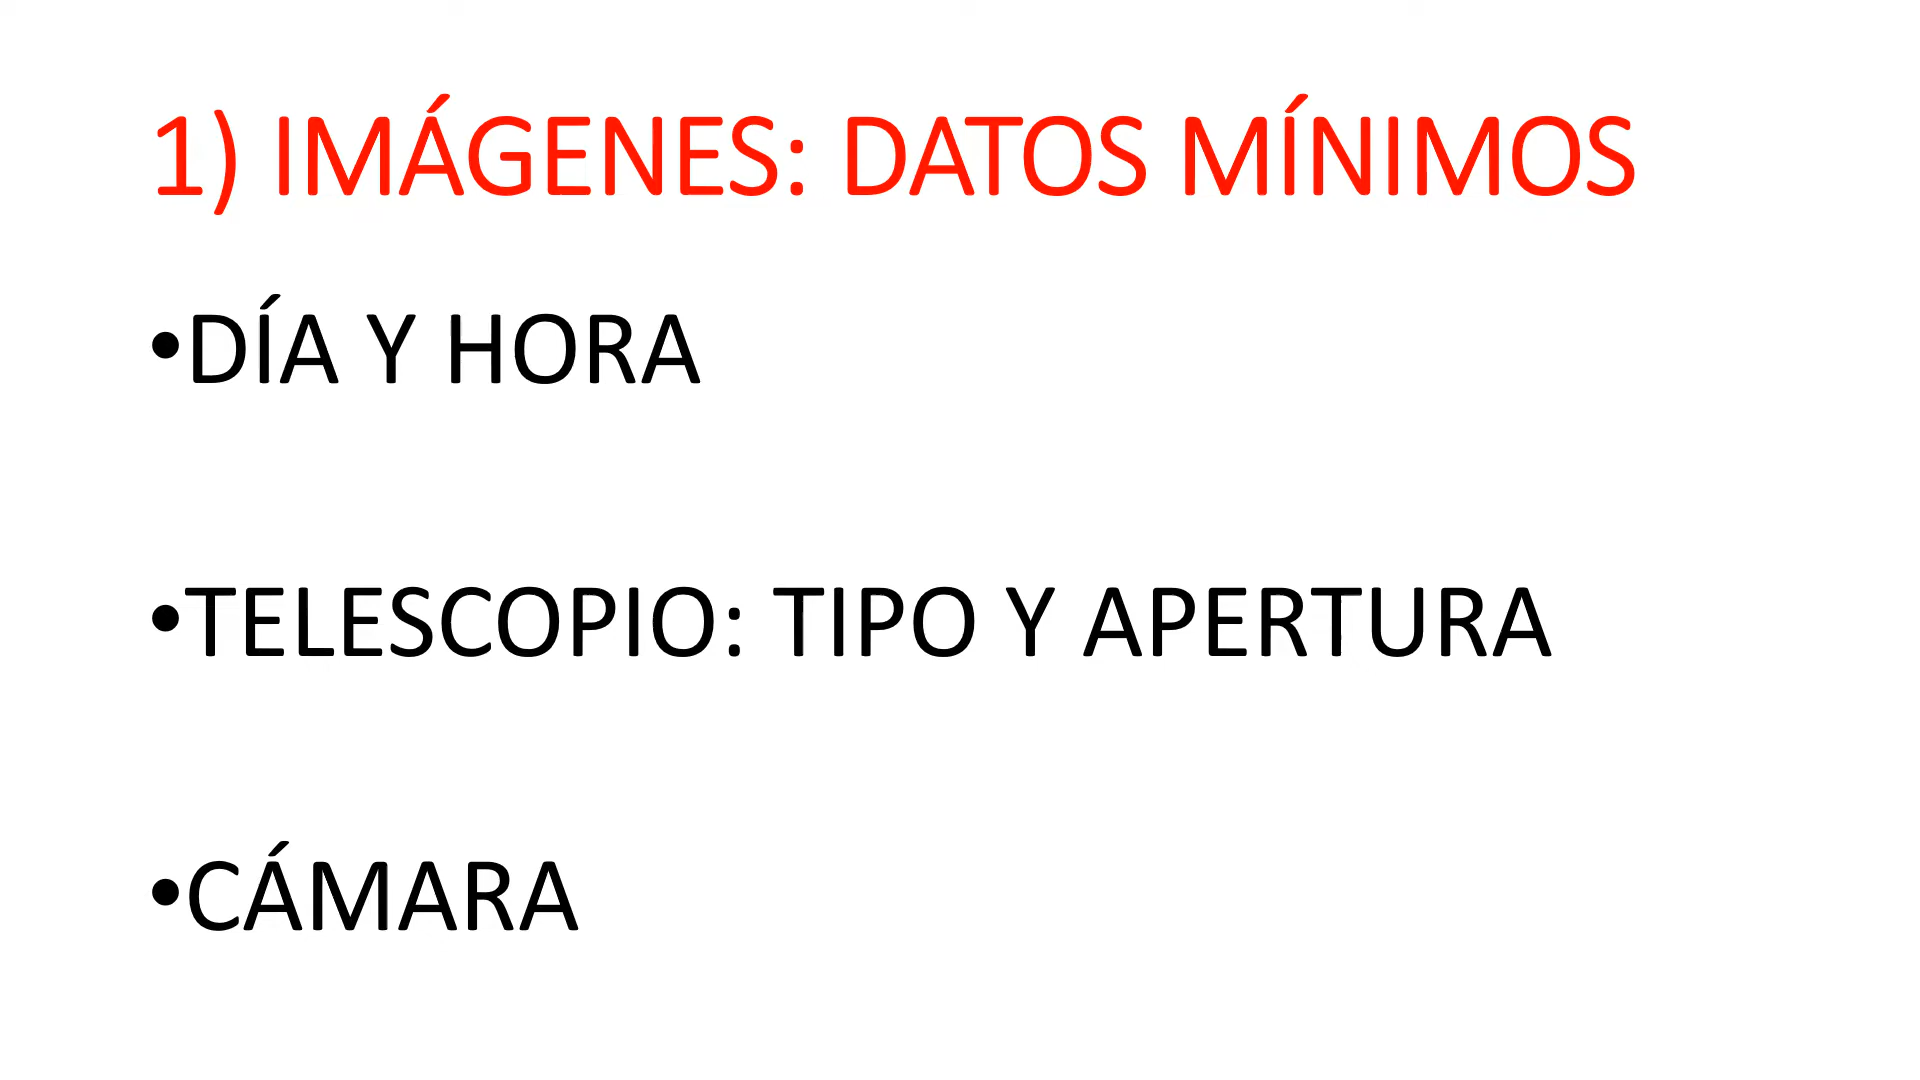 1) IMÁGENES: DATOS MÍNIMOS
•DÍA Y HORA
•TELESCOPIO: TIPO Y APERTURA
•CÁMARA